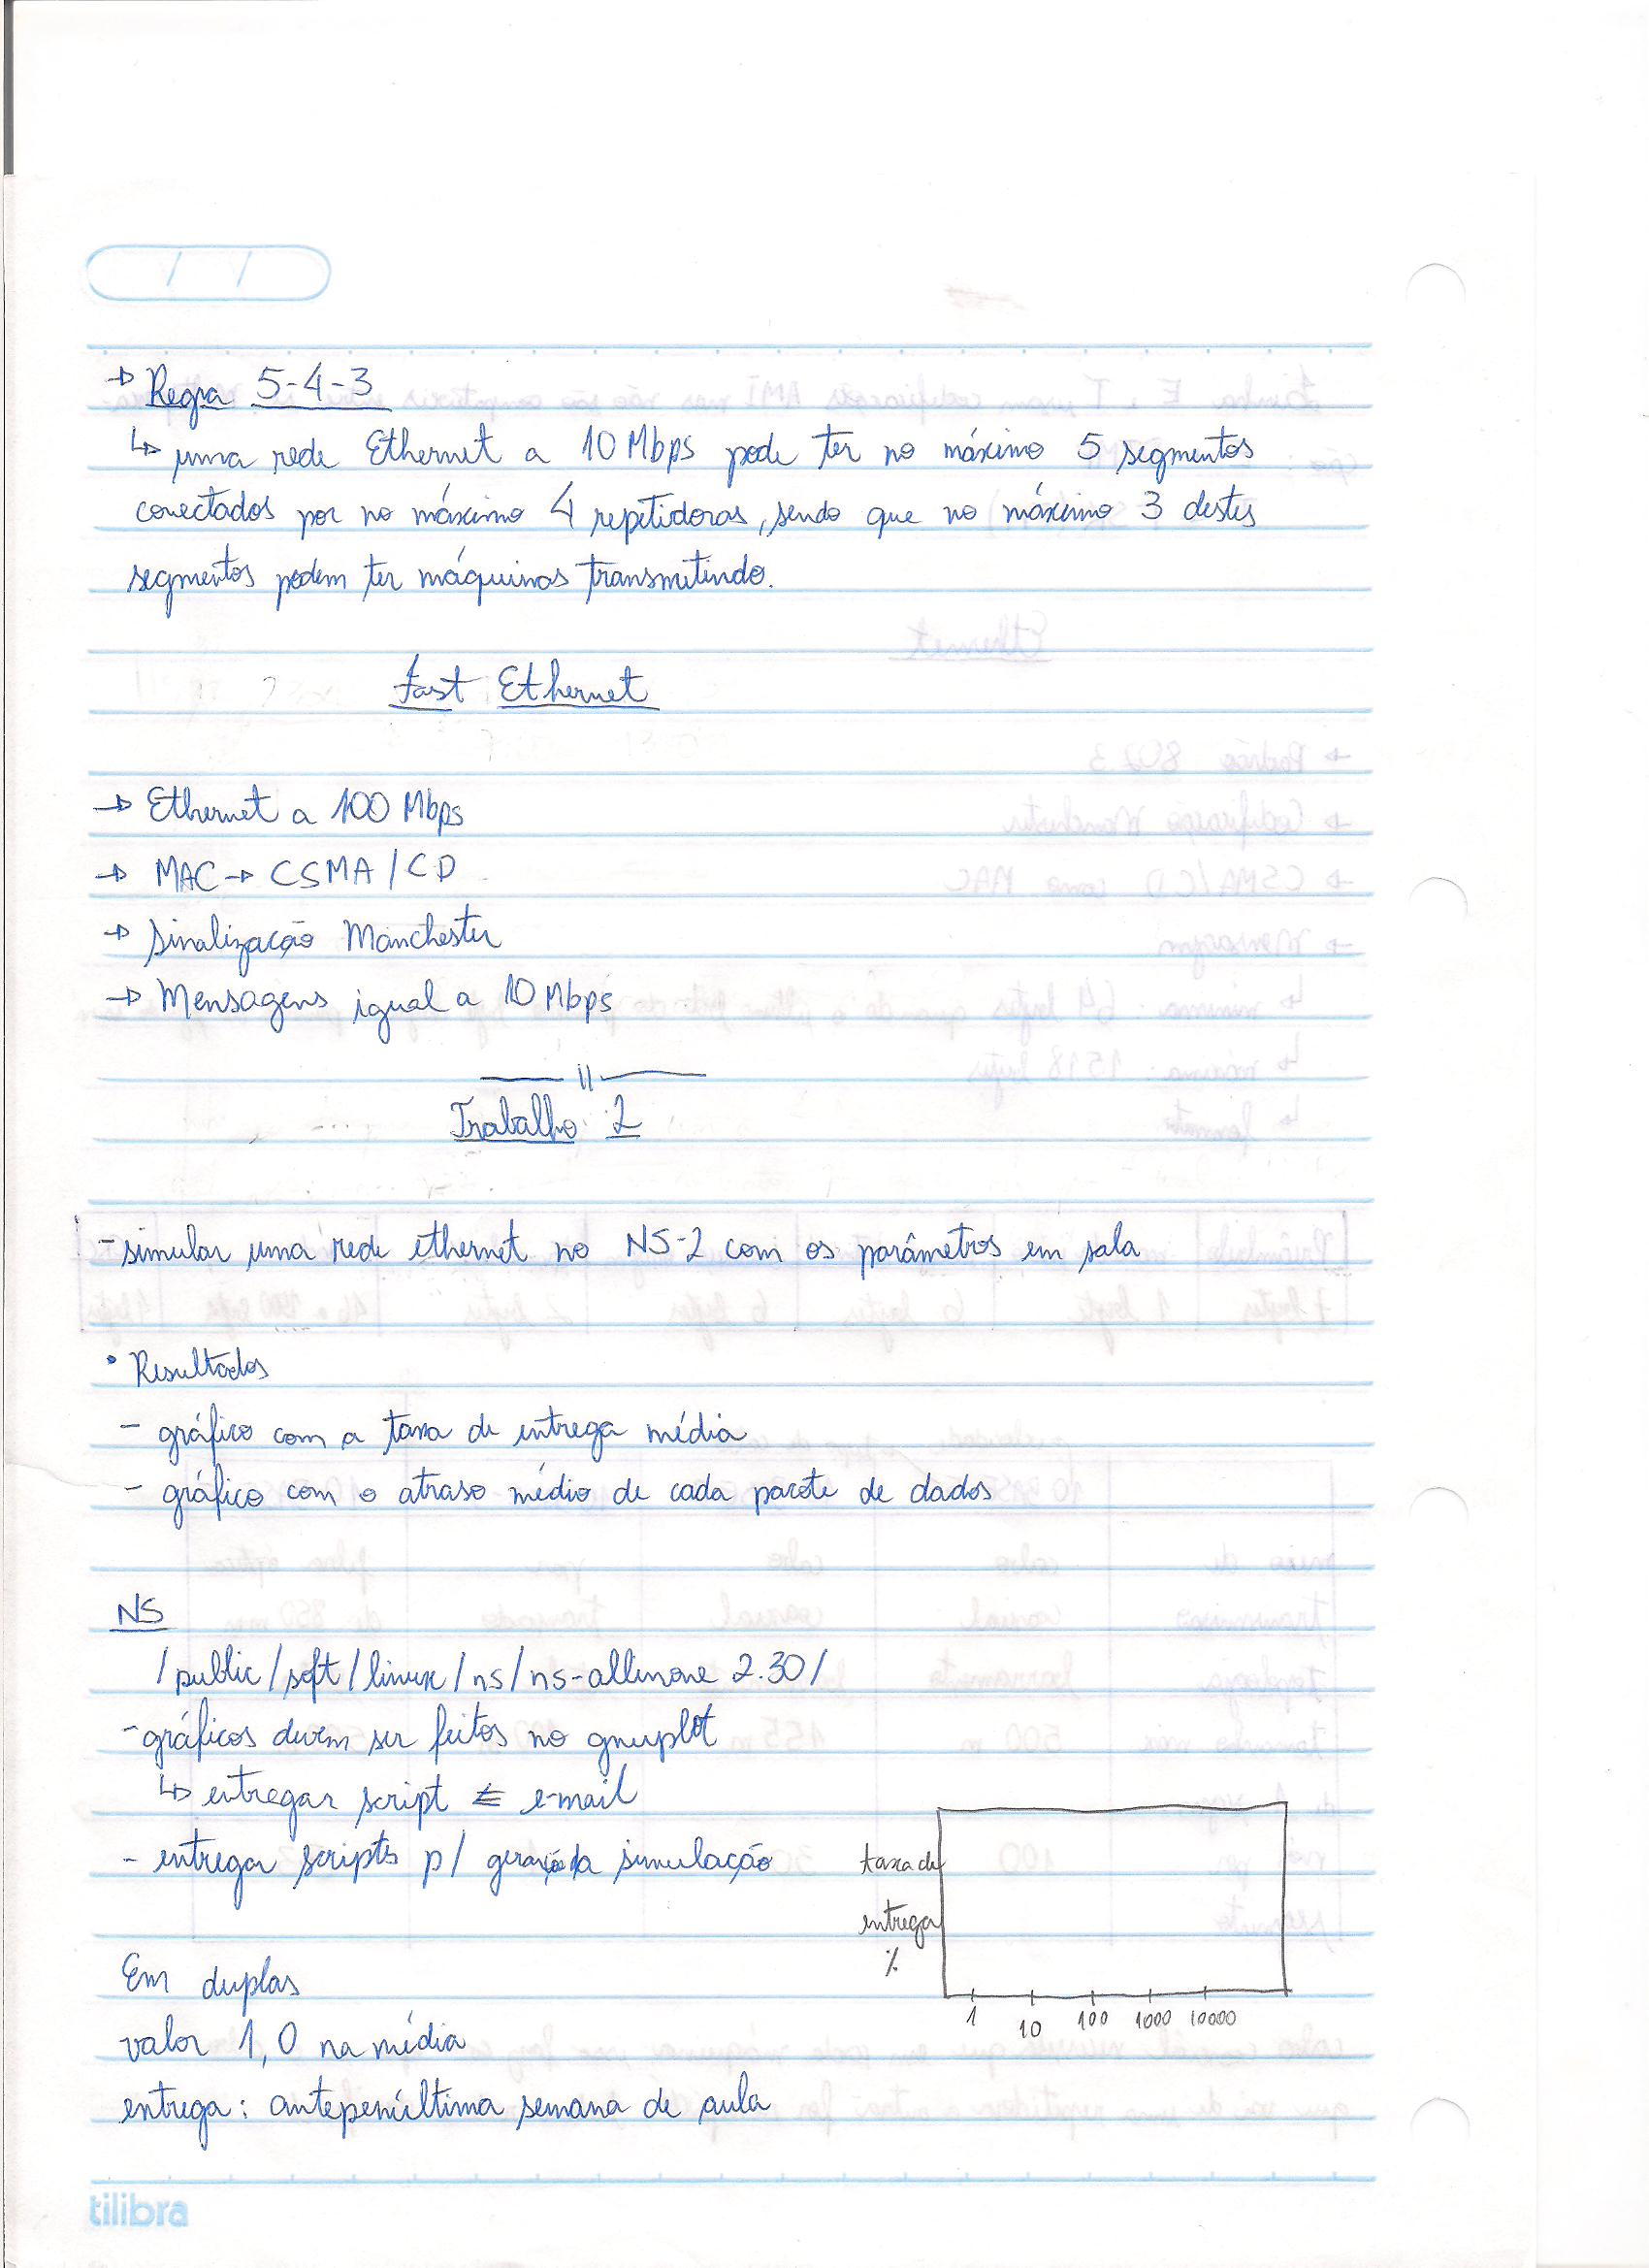 → Regra 5-4-3
↳ uma rede Ethernet a 10 Mbps pode ter no máximo 5 segmentos
conectados por no máximo 4 repetidoras, sendo que no máximo 3 destes
segmentos podem ter máquinas transmitindo.
Fast Ethernet
→ Ethernet a 100 Mbps
→ MAC → CSMA/CD
→ Sinalização Manchester
→ Mensagens igual a 10 Mbps
Trabalho 2
- simular uma rede ethernet no NS-2 com os parâmetros em sala
• Resultados
- gráfico com a taxa de entrega média
- gráfico com o atraso médio de cada pacote de dados
NS
/public/soft/linux/ns/ns-allinone 2.30/
- gráficos devem ser feitos no gnuplot
↳ entregar script e-mail
- entregar scripts p/ geração da simulação
taxa de
entrega
%
1 10 100 1000 10000
Em duplas
valor 1,0 na média
entrega: antepenúltima semana de aula
tilibra